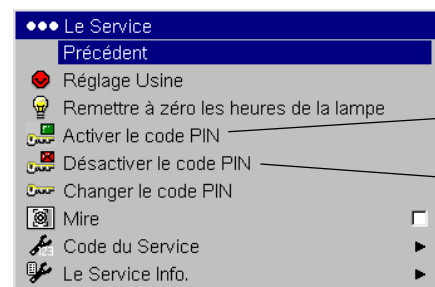 Le Service
Précédent
Réglage Usine
Remettre à zéro les heures de la lampe
Activer le code PIN
Désactiver le code PIN
Changer le code PIN
Mire
Code du Service
Le Service Info.